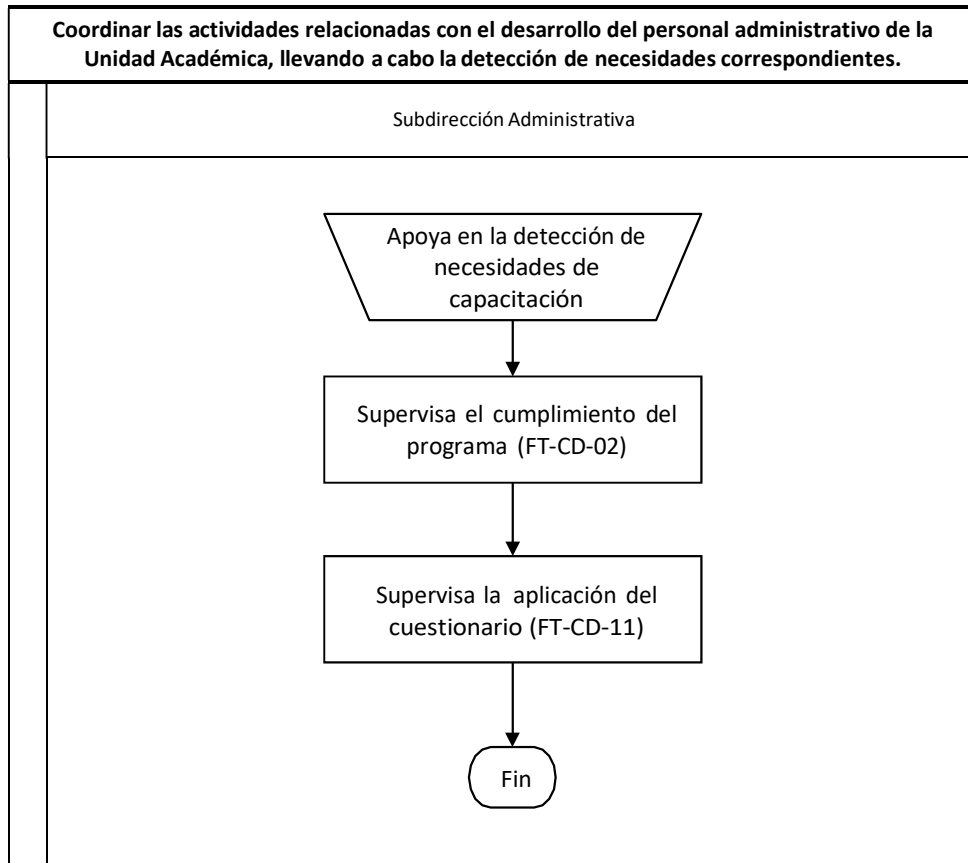 Coordinar las actividades relacionadas con el desarrollo del personal administrativo de la
Unidad Académica, llevando a cabo la detección de necesidades correspondientes.
Subdirección Administrativa
Apoya en la detección de
necesidades de
capacitación
Supervisa el cumplimiento del
programa (FT-CD-02)
Supervisa la aplicación del
cuestionario (FT-CD-11)
Fin